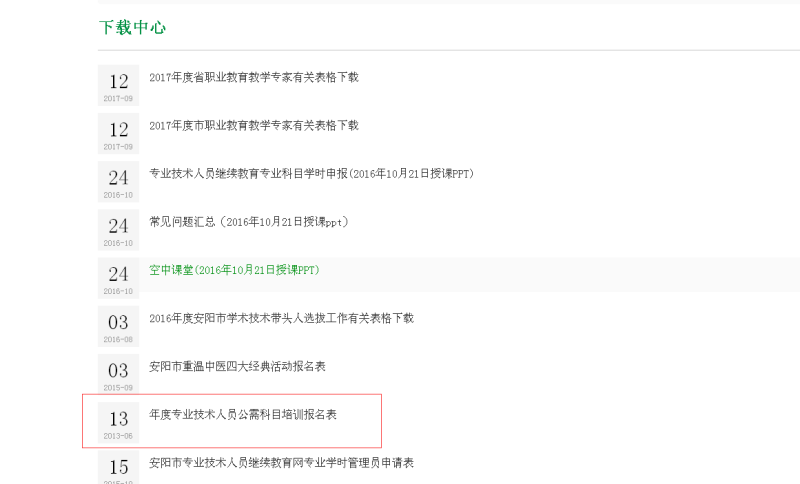 下载中心
12
2017-09
2017年度省职业教育教学专家有关表格下载
12
2017-09
2017年度市职业教育教学专家有关表格下载
24
2016-10
专业技术人员继续教育专业科目学时申报(2016年10月21日授课PPT)
24
2016-10
常见问题汇总（2016年10月21日授课ppt）
24
2016-10
空中课堂(2016年10月21日授课PPT)
03
2016-08
2016年度安阳市学术技术带头人选拔工作有关表格下载
03
2015-09
安阳市重温中医四大经典活动报名表
13
2013-06
年度专业技术人员公需科目培训报名表
15
安阳市专业技术人员继续教育网专业学时管理员申请表